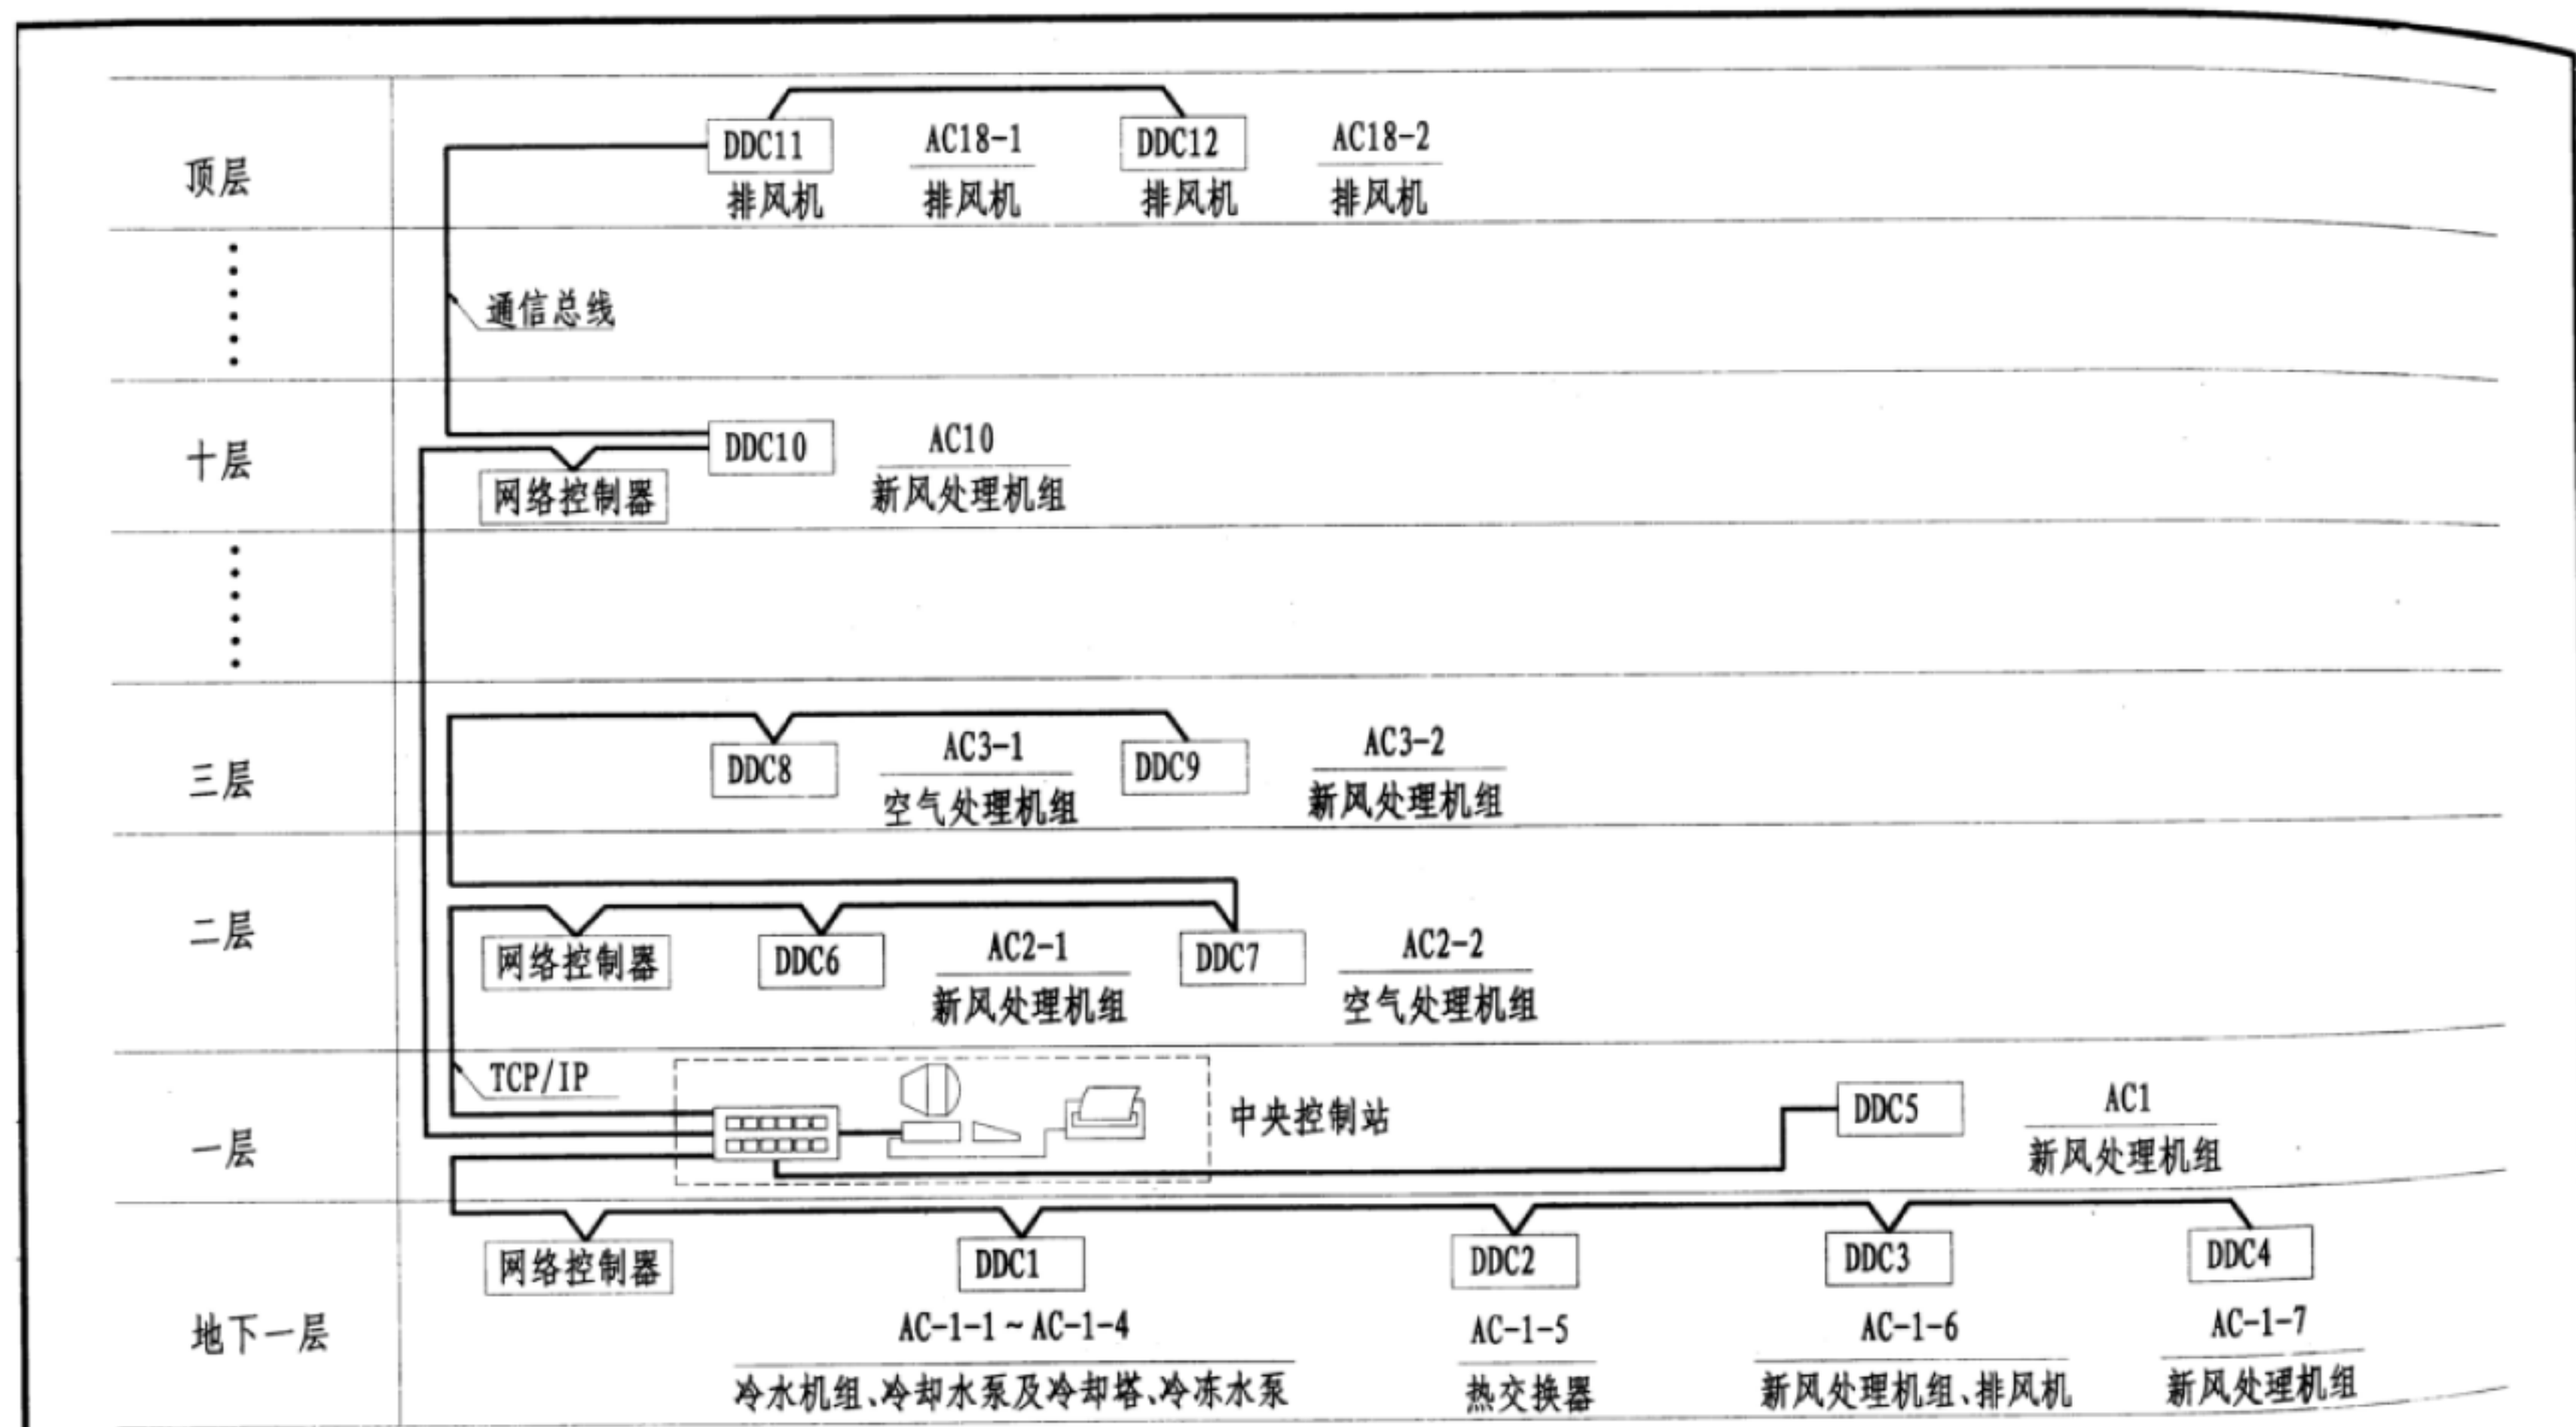 顶层
DDC11
AC18-1
DDC12
AC18-2
排风机
排风机
排风机
排风机
通信总线
十层
DDC10
AC10
网络控制器
新风处理机组
三层
DDC8
AC3-1
DDC9
AC3-2
空气处理机组
新风处理机组
二层
网络控制器
DDC6
AC2-1
DDC7
AC2-2
新风处理机组
空气处理机组
一层
TCP/IP
中央控制站
DDC5
AC1
新风处理机组
地下一层
网络控制器
DDC1
DDC2
DDC3
DDC4
AC-1-1~AC-1-4
AC-1-5
AC-1-6
AC-1-7
冷水机组、冷却水泵及冷却塔、冷冻水泵
热交换器
新风处理机组、排风机
新风处理机组